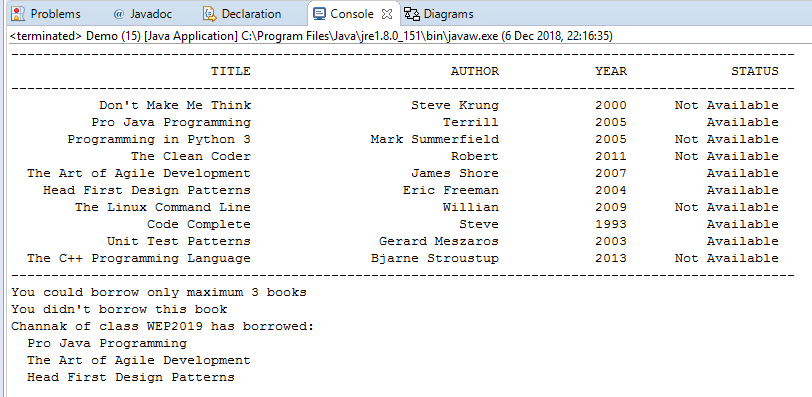 Problems @ Javadoc Declaration Console Diagrams
<terminated> Demo (15) [Java Application] C:\Program Files\Java\jre1.8.0_151\bin\javaw.exe (6 Dec 2018, 22:16:35)
--------------------------------------------------------------------------------------------------
TITLE AUTHOR YEAR STATUS
--------------------------------------------------------------------------------------------------
Don't Make Me Think Steve Krung 2000 Not Available
Pro Java Programming Terrill 2005 Available
Programming in Python 3 Mark Summerfield 2005 Not Available
The Clean Coder Robert 2011 Not Available
The Art of Agile Development James Shore 2007 Available
Head First Design Patterns Eric Freeman 2004 Available
The Linux Command Line Willian 2009 Not Available
Code Complete Steve 1993 Available
Unit Test Patterns Gerard Meszaros 2003 Available
The C++ Programming Language Bjarne Stroustup 2013 Not Available
--------------------------------------------------------------------------------------------------
You could borrow only maximum 3 books
You didn't borrow this book
Channak of class WEP2019 has borrowed:
Pro Java Programming
The Art of Agile Development
Head First Design Patterns